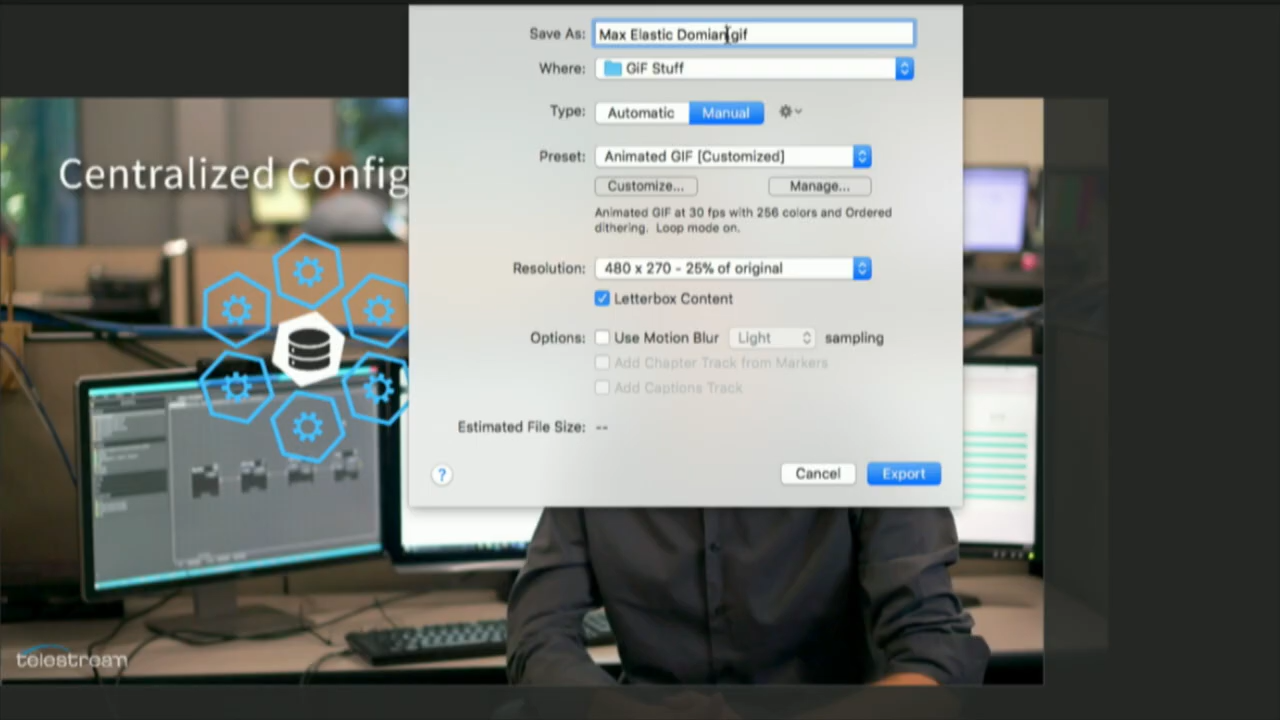 Save As: Max Elastic Domian.gif
Where: GiF Stuff
Type: Automatic Manual
Centralized Config
Preset: Animated GIF [Customized]
Customize... Manage...
Animated GIF at 30 fps with 256 colors and Ordered
dithering. Loop mode on.
Resolution: 480 x 270 - 25% of original
Letterbox Content
Options: Use Motion Blur Light sampling
Add Chapter Track from Markers
Add Captions Track
Estimated File Size: --
? Cancel Export
telestream